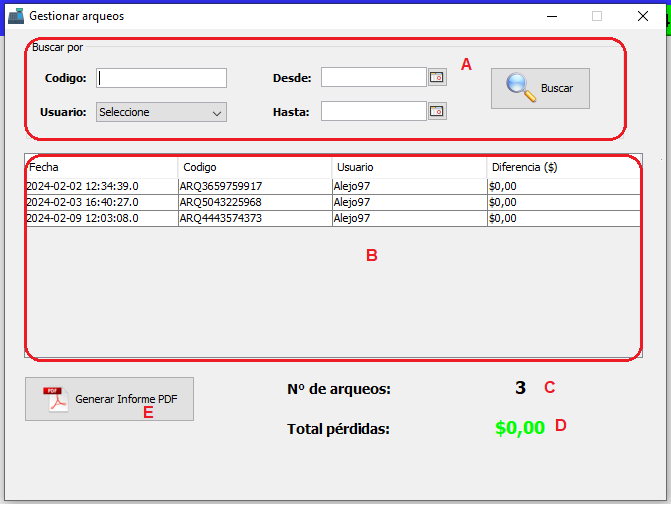 Gestionar arqueos
Buscar por
Codigo:
Desde:
A
Buscar
Usuario: Seleccione
Hasta:
Fecha Codigo Usuario Diferencia ($)
2024-02-02 12:34:39.0 ARQ3659759917 Alejo97 $0,00
2024-02-03 16:40:27.0 ARQ5043225968 Alejo97 $0,00
2024-02-09 12:03:08.0 ARQ4443574373 Alejo97 $0,00
B
PDF
Generar Informe PDF
E
Nº de arqueos: 3 C
Total pérdidas: $0,00 D